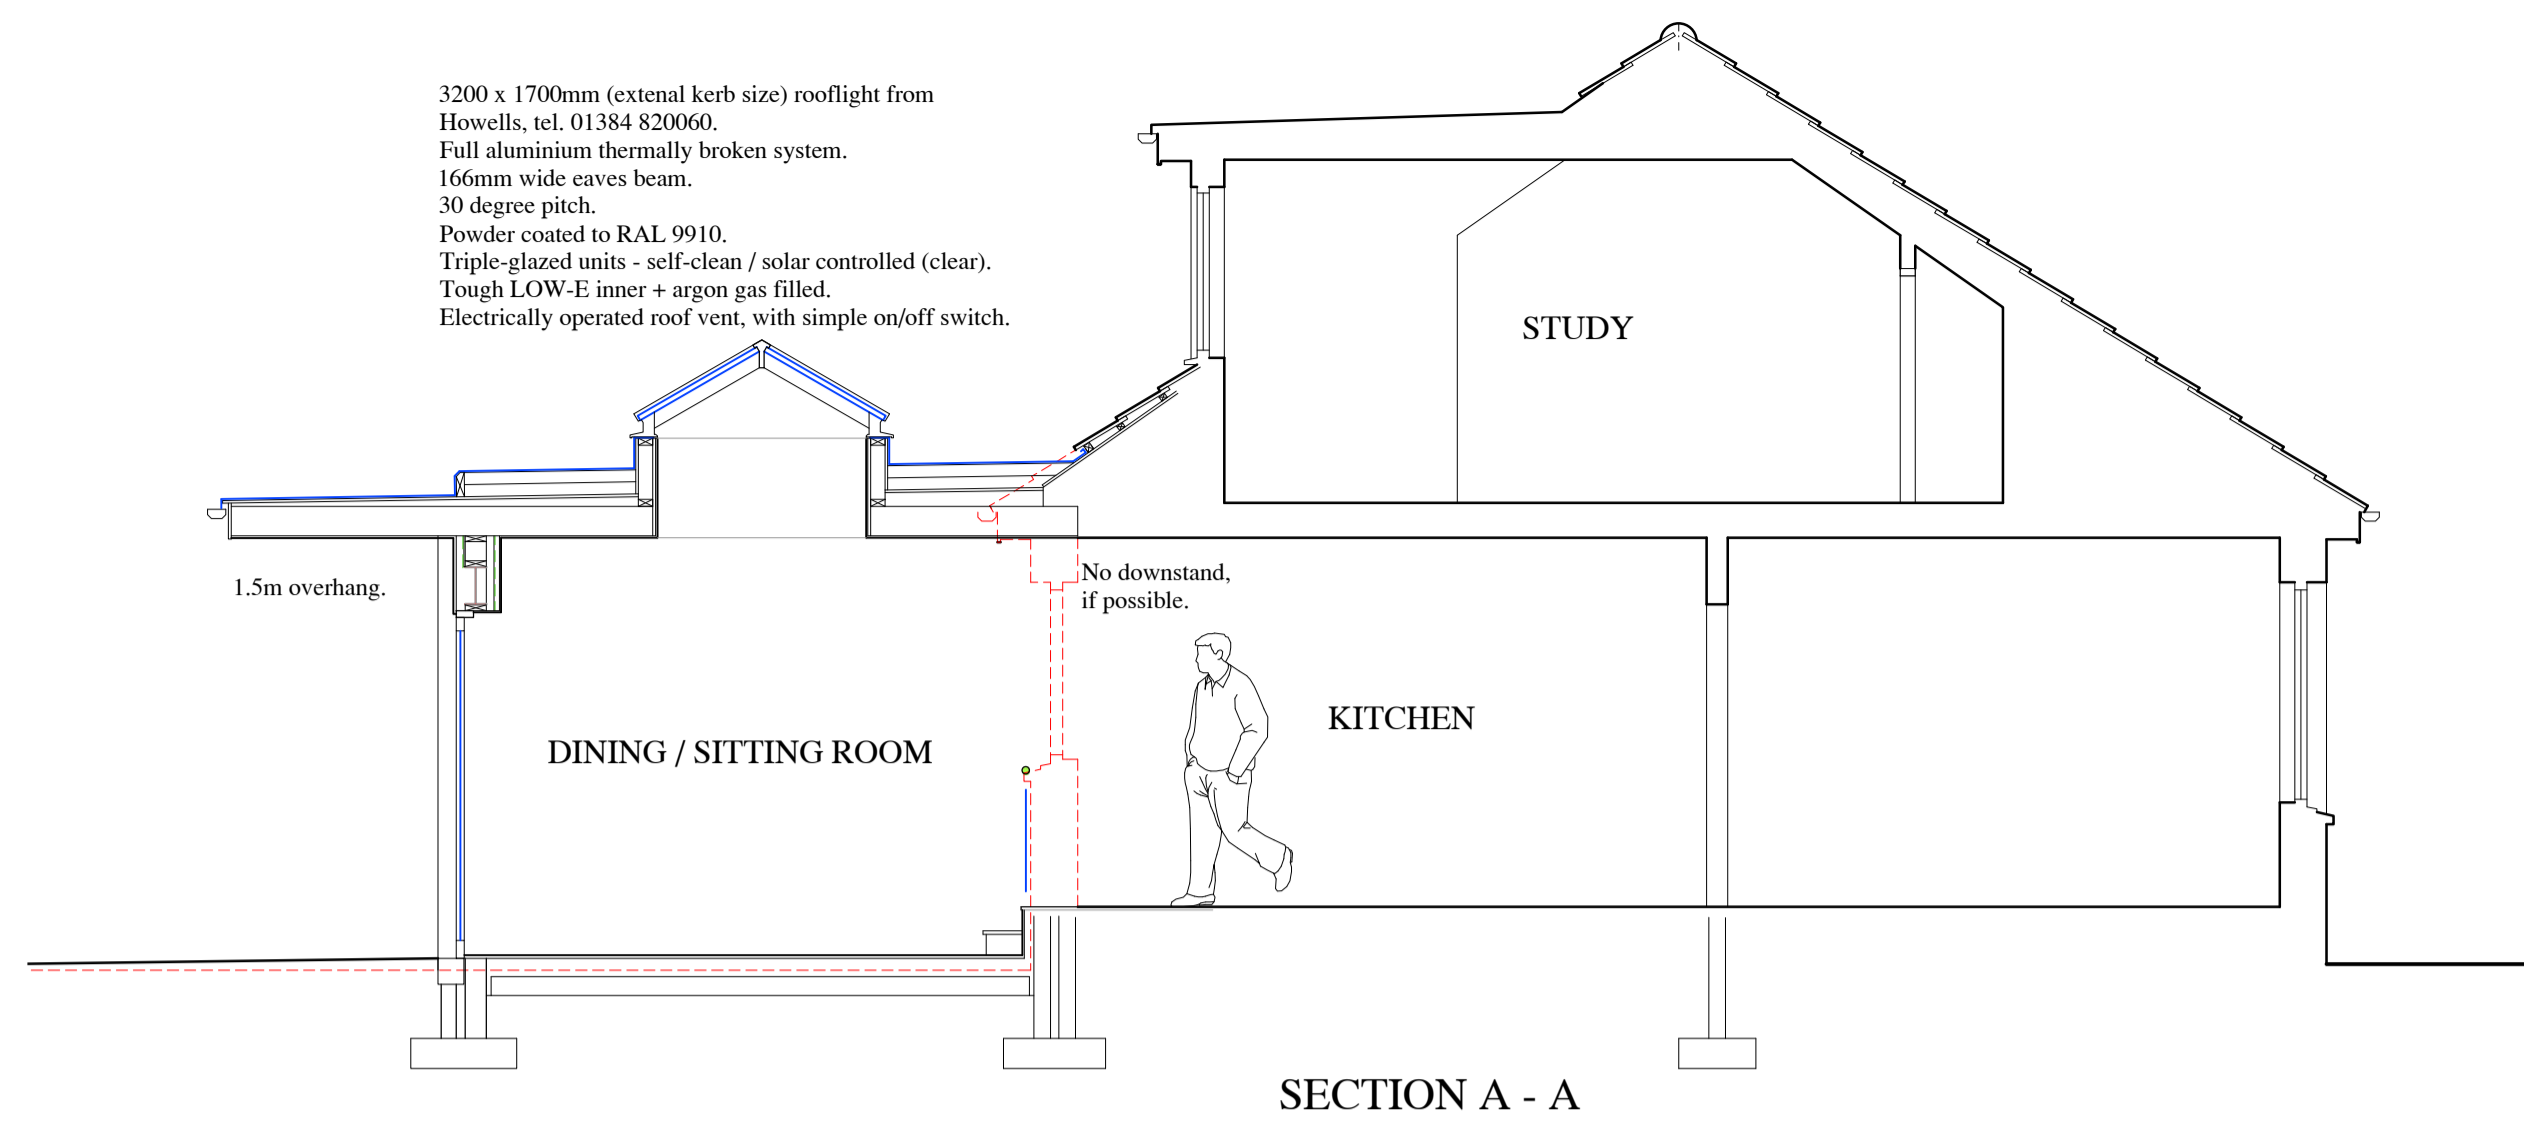 3200 x 1700mm (extenal kerb size) rooflight from
Howells, tel. 01384 820060.
Full aluminium thermally broken system.
166mm wide eaves beam.
30 degree pitch.
Powder coated to RAL 9910.
Triple-glazed units - self-clean / solar controlled (clear).
Tough LOW-E inner + argon gas filled.
Electrically operated roof vent, with simple on/off switch.
STUDY
1.5m overhang.
No downstand,
if possible.
DINING / SITTING ROOM
KITCHEN
SECTION A - A